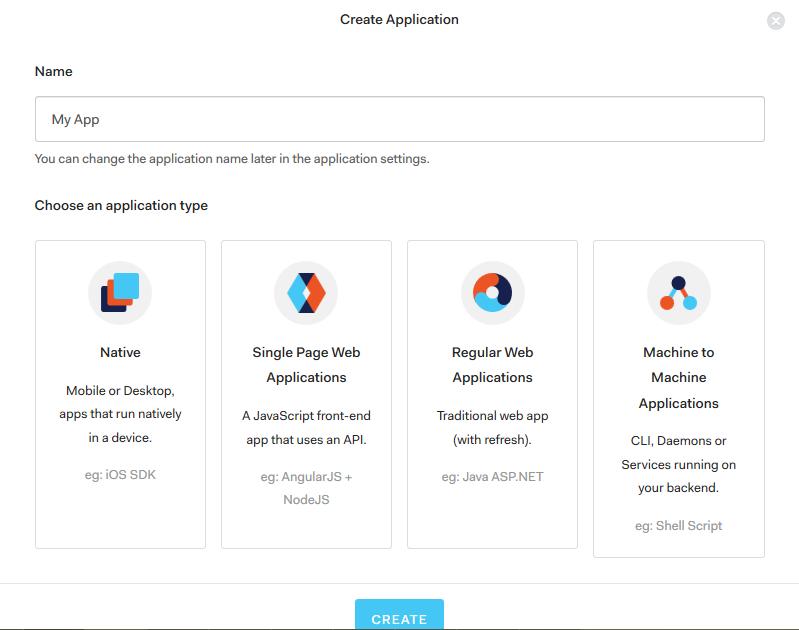 Create Application
Name
My App
You can change the application name later in the application settings.
Choose an application type
Native
Mobile or Desktop,
apps that run natively
in a device.
eg: iOS SDK
Single Page Web
Applications
A JavaScript front-end
app that uses an API.
eg: AngularJS +
NodeJS
Regular Web
Applications
Traditional web app
(with refresh).
eg: Java ASP.NET
Machine to
Machine
Applications
CLI, Daemons or
Services running on
your backend.
eg: Shell Script
CREATE